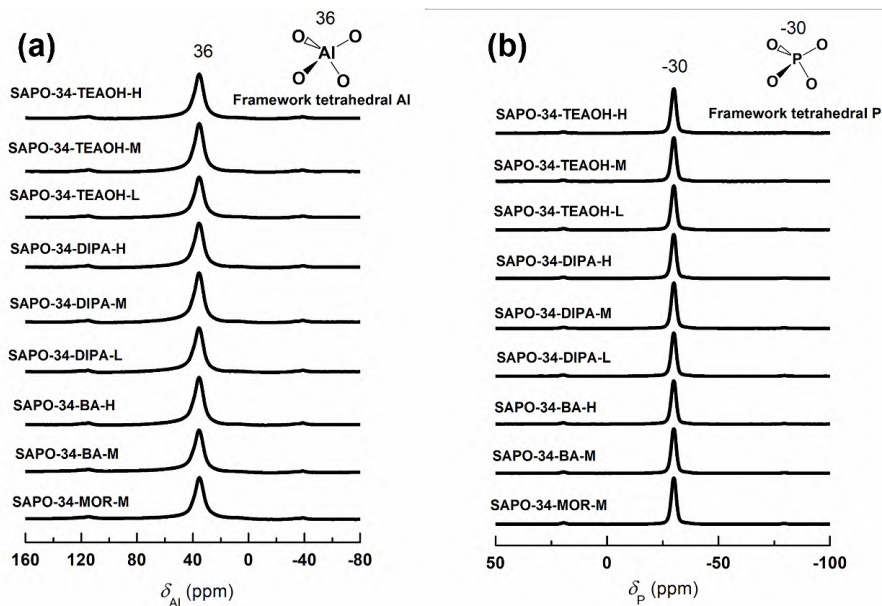 (a)
36
36
O
O
Al
O
O
Framework tetrahedral Al
SAPO-34-TEAOH-H
SAPO-34-TEAOH-M
SAPO-34-TEAOH-L
SAPO-34-DIPA-H
SAPO-34-DIPA-M
SAPO-34-DIPA-L
SAPO-34-BA-H
SAPO-34-BA-M
SAPO-34-MOR-M
160 120 80 40 0 -40 -80
δAl (ppm)
(b)
-30
-30
O
O
P
O
O
Framework tetrahedral P
SAPO-34-TEAOH-H
SAPO-34-TEAOH-M
SAPO-34-TEAOH-L
SAPO-34-DIPA-H
SAPO-34-DIPA-M
SAPO-34-DIPA-L
SAPO-34-BA-H
SAPO-34-BA-M
SAPO-34-MOR-M
50 0 -50 -100
δP (ppm)